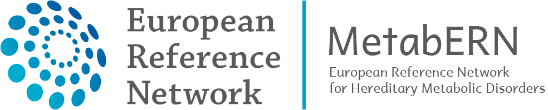 European
Reference
Network
MetabERN
European Reference Network
for Hereditary Metabolic Disorders